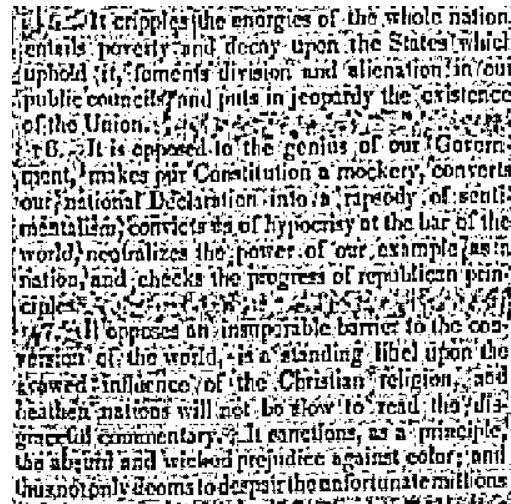 5. It cripples the energies of the whole nation
entails poverty and decay upon the States which
uphold it, foments division and alienation in our
public councils, and puts in jeopardy the existence
of the Union.
6. It is opposed to the genius of our Govern-
ment, makes our Constitution a mockery, converts
our national Declaration into a rapsody of senti-
mentalism, convicts us of hypocrisy at the bar of the
world, neutralizes the power of our example as a
nation, and checks the progress of republican prin-
ciples.
7. It opposes an insuparable barrier to the con-
version of the world, is a standing libel upon the
avowed influence of the Christian religion, and
heathen nations will not be slow to read the dis-
graceful commentary. It sanctions, as a principle,
the absurd and wicked prejudice against color, and
thus not only dooms to despair the unfortunate millions